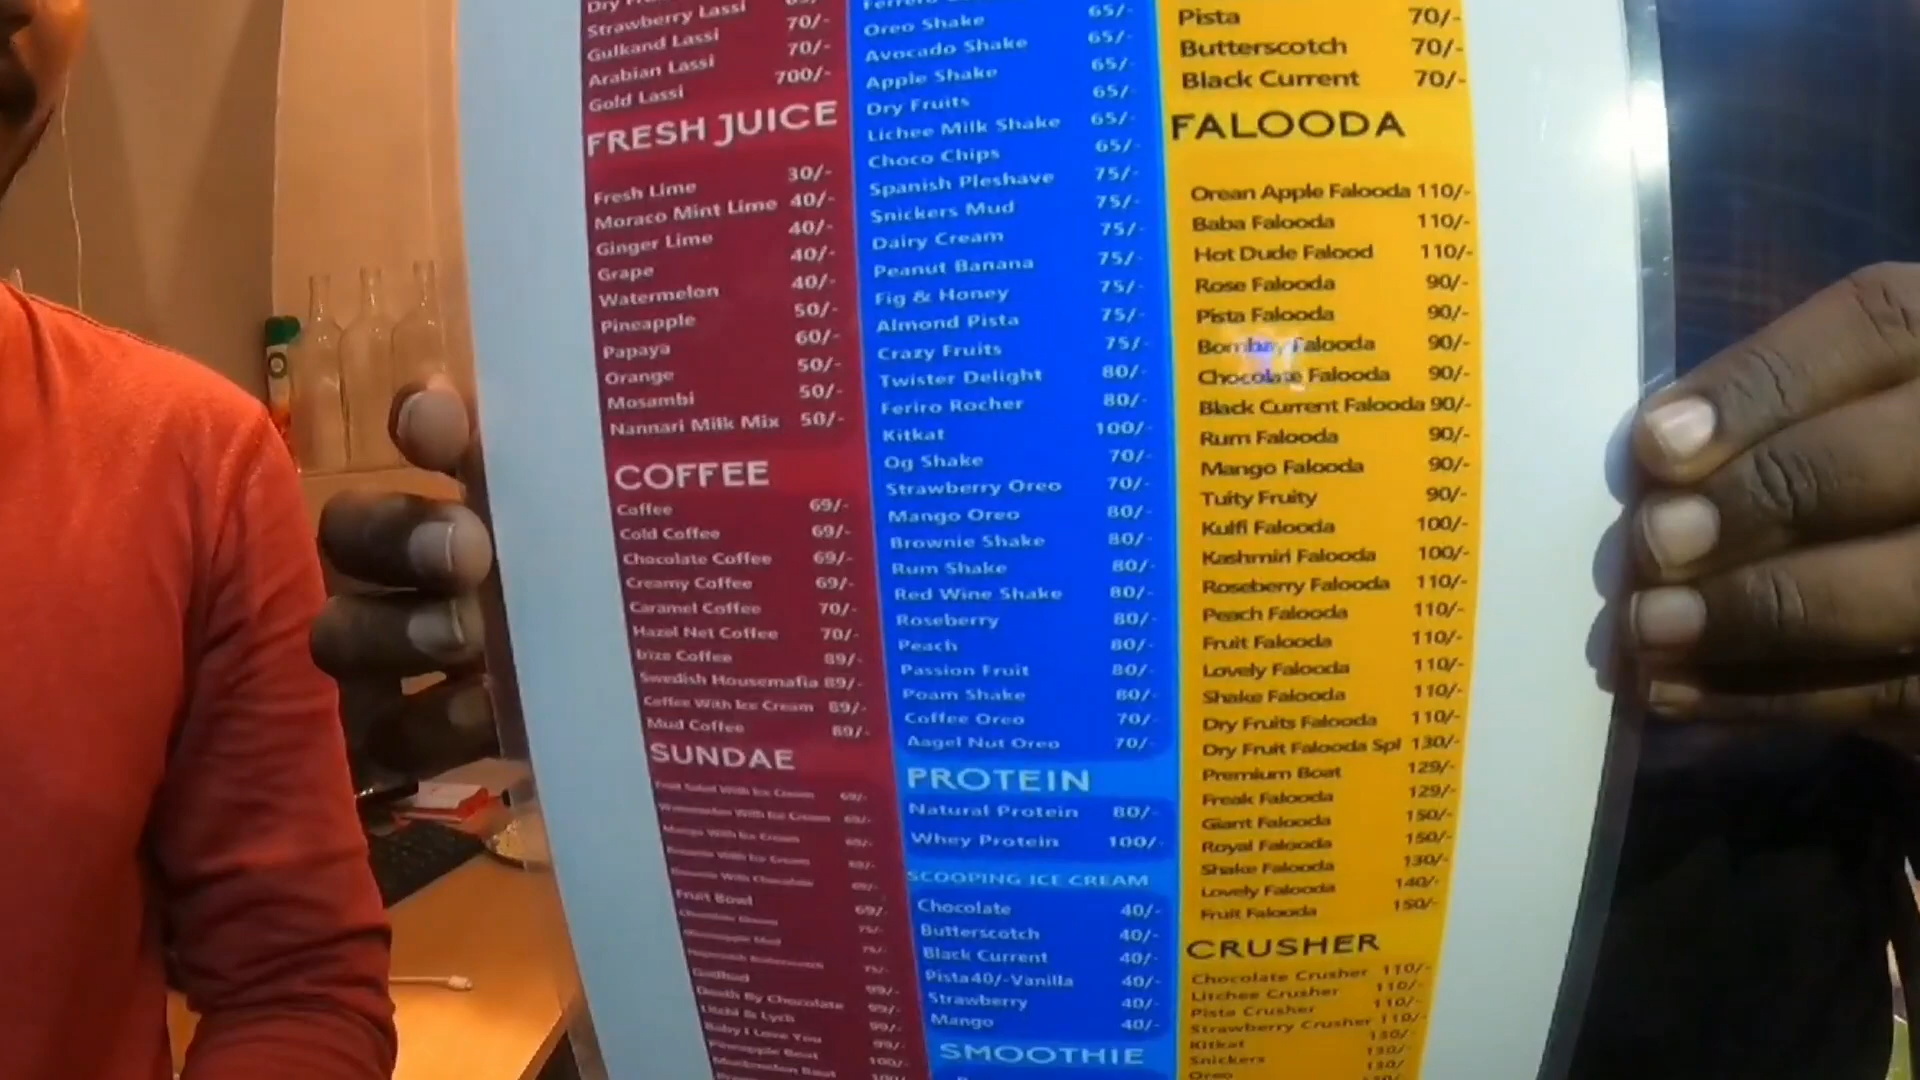 Strawberry Lassi 70/-
Gulkand Lassi 70/-
Arabian Lassi 700/-
Gold Lassi
FRESH JUICE
Fresh Lime 30/-
Moraco Mint Lime 40/-
Ginger Lime 40/-
Grape 40/-
Watermelon 40/-
Pineapple 50/-
Papaya 60/-
Orange 50/-
Mosambi 50/-
Nannari Milk Mix 50/-
COFFEE
Coffee 69/-
Cold Coffee 69/-
Chocolate Coffee 69/-
Creamy Coffee 69/-
Caramel Coffee 70/-
Hazel Net Coffee 70/-
Coffee 89/-
Swedish Housemafia 89/-
Coffee With Ice Cream 89/-
Mud Coffee 89/-
SUNDAE
Fruit Salad With Ice Cream 69/-
Watermelon With Ice Cream 69/-
Mango With Ice Cream 69/-
Brownie With Ice Cream 69/-
Brownie With Chocolate 69/-
Fruit Bowl 69/-
75/-
75/-
75/-
Gudbud 99/-
Death By Chocolate 99/-
Litchi & Lych 99/-
Baby I Love You 99/-
Pineapple Boat 100/-
Muskmelon Boat
Oreo Shake 65/-
Avocado Shake 65/-
Apple Shake 65/-
Dry Fruits 65/-
Lichee Milk Shake 65/-
Choco Chips 65/-
Spanish Pleshave 75/-
Snickers Mud 75/-
Dairy Cream 75/-
Peanut Banana 75/-
Fig & Honey 75/-
Almond Pista 75/-
Crazy Fruits 75/-
Twister Delight 80/-
Feriro Rocher 80/-
Kitkat 100/-
Og Shake 70/-
Strawberry Oreo 70/-
Mango Oreo 80/-
Brownie Shake 80/-
Rum Shake 80/-
Red Wine Shake 80/-
Roseberry 80/-
Peach 80/-
Passion Fruit 80/-
Poam Shake 80/-
Coffee Oreo 70/-
Aagel Nut Oreo 70/-
PROTEIN
Natural Protein 80/-
Whey Protein 100/-
SCOOPING ICE CREAM
Chocolate 40/-
Butterscotch 40/-
Black Current 40/-
Pista40/-Vanilla 40/-
Strawberry 40/-
Mango 40/-
SMOOTHIE
Pista 70/-
Butterscotch 70/-
Black Current 70/-
FALOODA
Orean Apple Falooda 110/-
Baba Falooda 110/-
Hot Dude Falood 110/-
Rose Falooda 90/-
Pista Falooda 90/-
Bombay Falooda 90/-
Chocolate Falooda 90/-
Black Current Falooda 90/-
Rum Falooda 90/-
Mango Falooda 90/-
Tuity Fruity 90/-
Kulfi Falooda 100/-
Kashmiri Falooda 100/-
Roseberry Falooda 110/-
Peach Falooda 110/-
Fruit Falooda 110/-
Lovely Falooda 110/-
Shake Falooda 110/-
Dry Fruits Falooda 110/-
Dry Fruit Falooda Spl 130/-
Premium Boat 129/-
Freak Falooda 129/-
Giant Falooda 150/-
Royal Falooda 150/-
Shake Falooda 130/-
Lovely Falooda 140/-
Fruit Falooda 150/-
CRUSHER
Chocolate Crusher 110/-
Litchee Crusher 110/-
Pista Crusher 110/-
Strawberry Crusher 110/-
Kitkat 130/-
Snickers 130/-
Oreo 130/-